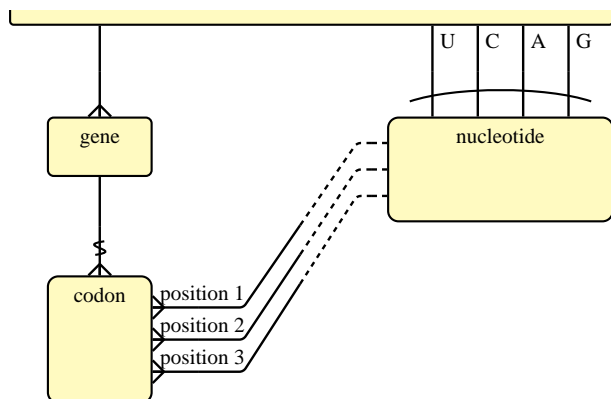 U C A G
gene
nucleotide
codon
position 1
position 2
position 3